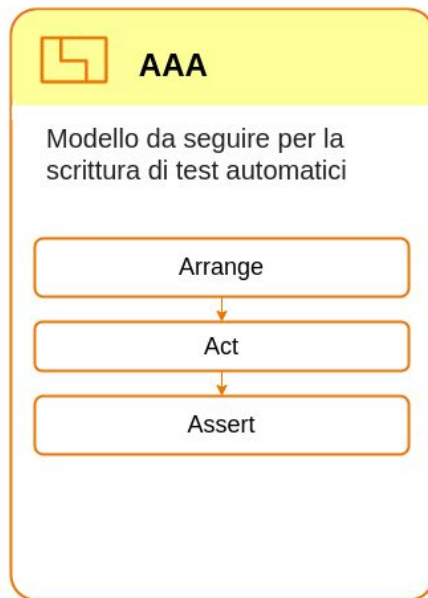 AAA
Modello da seguire per la
scrittura di test automatici
Arrange
Act
Assert